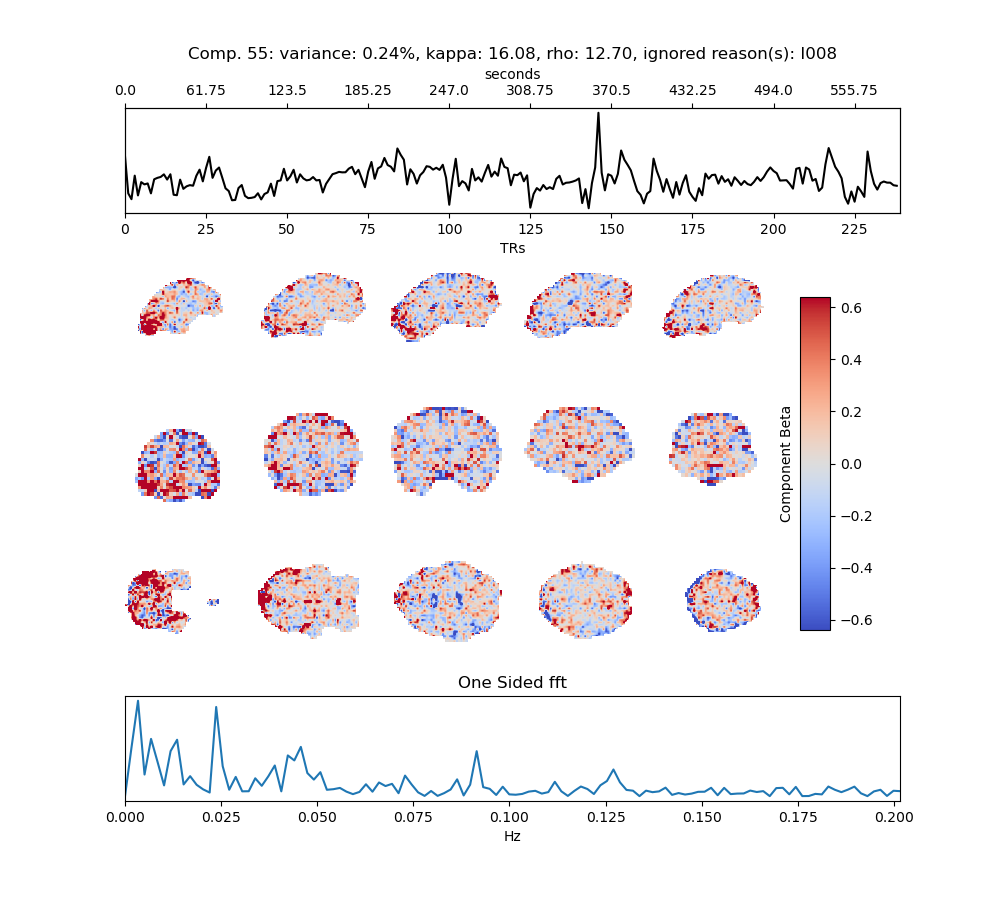 Comp. 55: variance: 0.24%, kappa: 16.08, rho: 12.70, ignored reason(s): I008
seconds
0.0 61.75 123.5 185.25 247.0 308.75 370.5 432.25 494.0 555.75
0 25 50 75 100 125 150 175 200 225
TRs
0.6
0.4
0.2
0.0
−0.2
−0.4
−0.6
Component Beta
One Sided fft
0.000 0.025 0.050 0.075 0.100 0.125 0.150 0.175 0.200
Hz